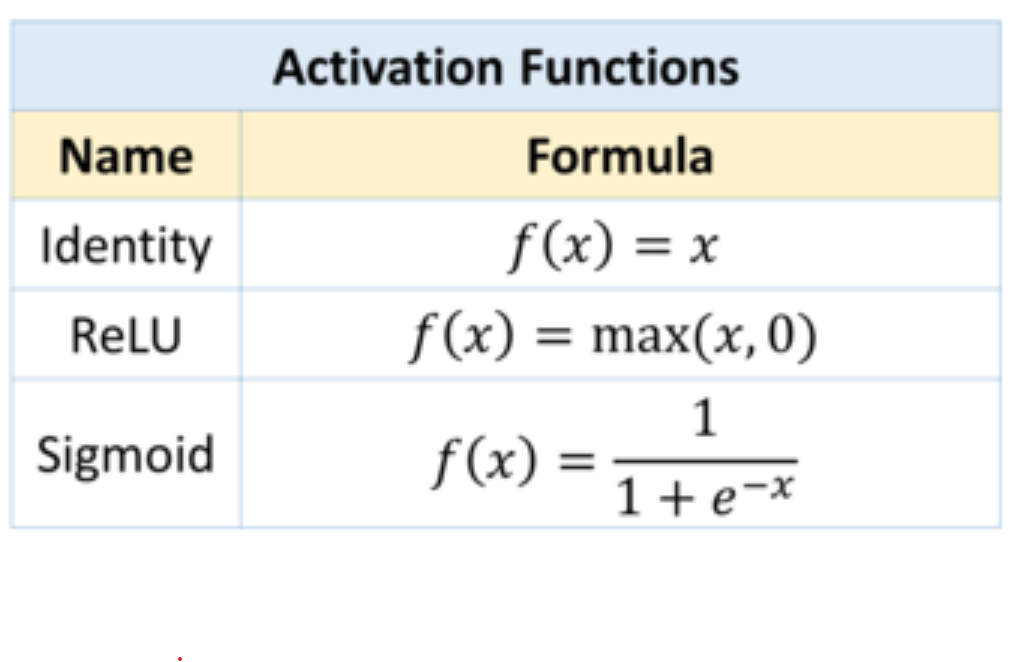 Activation Functions
Name Formula
Identity f(x) = x
ReLU f(x) = max(x, 0)
Sigmoid f(x) = 1 / (1 + e^−x)